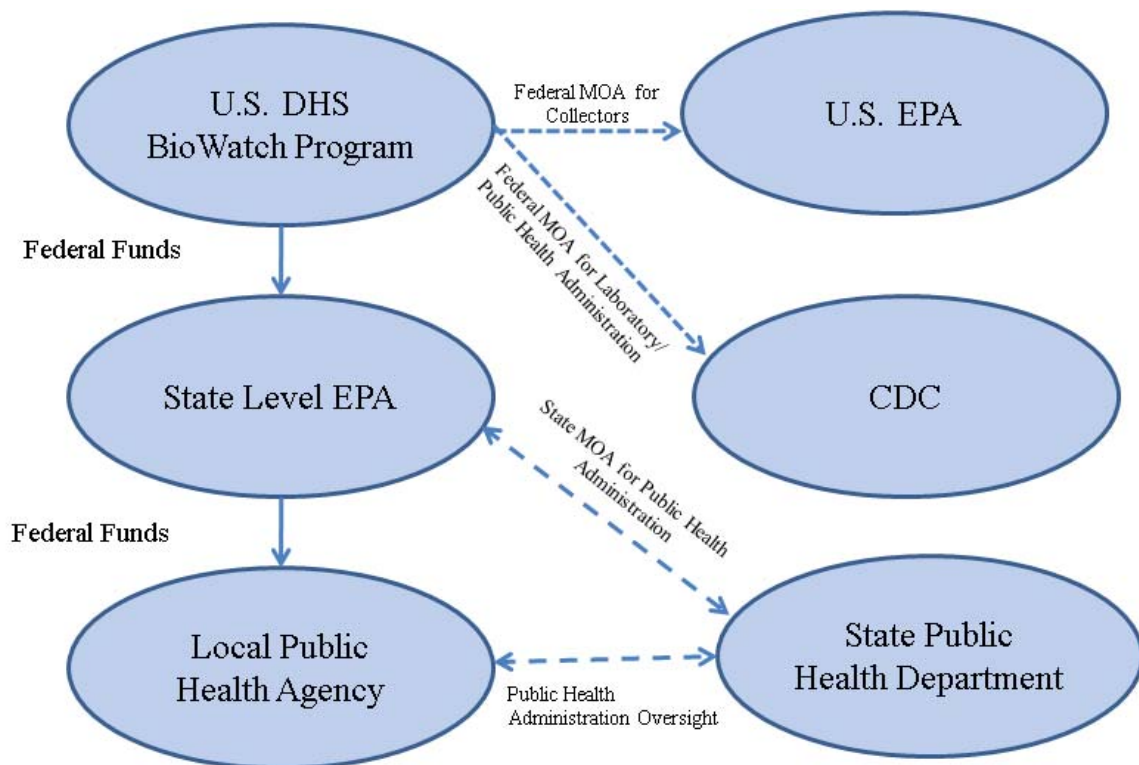 U.S. DHS
BioWatch Program
Federal MOA for
Collectors
U.S. EPA
Federal MOA for Laboratory/
Public Health Administration
Federal Funds
State Level EPA
CDC
State MOA for Public Health
Administration
Federal Funds
Local Public
Health Agency
Public Health
Administration Oversight
State Public
Health Department